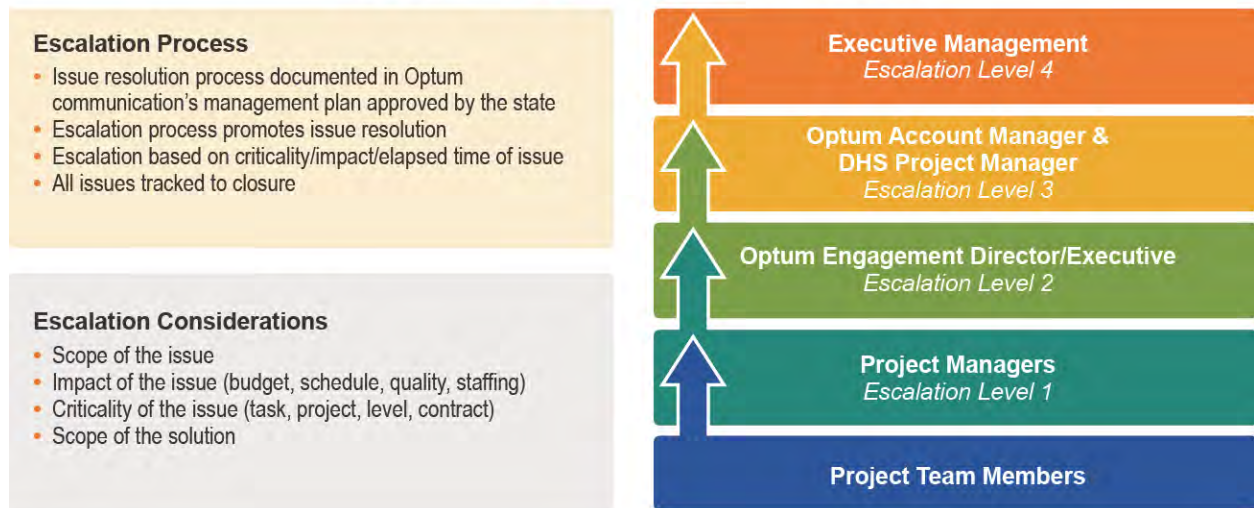 Escalation Process
• Issue resolution process documented in Optum
communication's management plan approved by the state
• Escalation process promotes issue resolution
• Escalation based on criticality/impact/elapsed time of issue
• All issues tracked to closure
Escalation Considerations
• Scope of the issue
• Impact of the issue (budget, schedule, quality, staffing)
• Criticality of the issue (task, project, level, contract)
• Scope of the solution
Executive Management
Escalation Level 4
Optum Account Manager &
DHS Project Manager
Escalation Level 3
Optum Engagement Director/Executive
Escalation Level 2
Project Managers
Escalation Level 1
Project Team Members